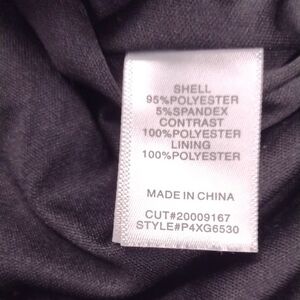 SHELL
95%POLYESTER
5%SPANDEX
CONTRAST
100%POLYESTER
LINING
100%POLYESTER
MADE IN CHINA
CUT#20009167
STYLE#P4XG6530